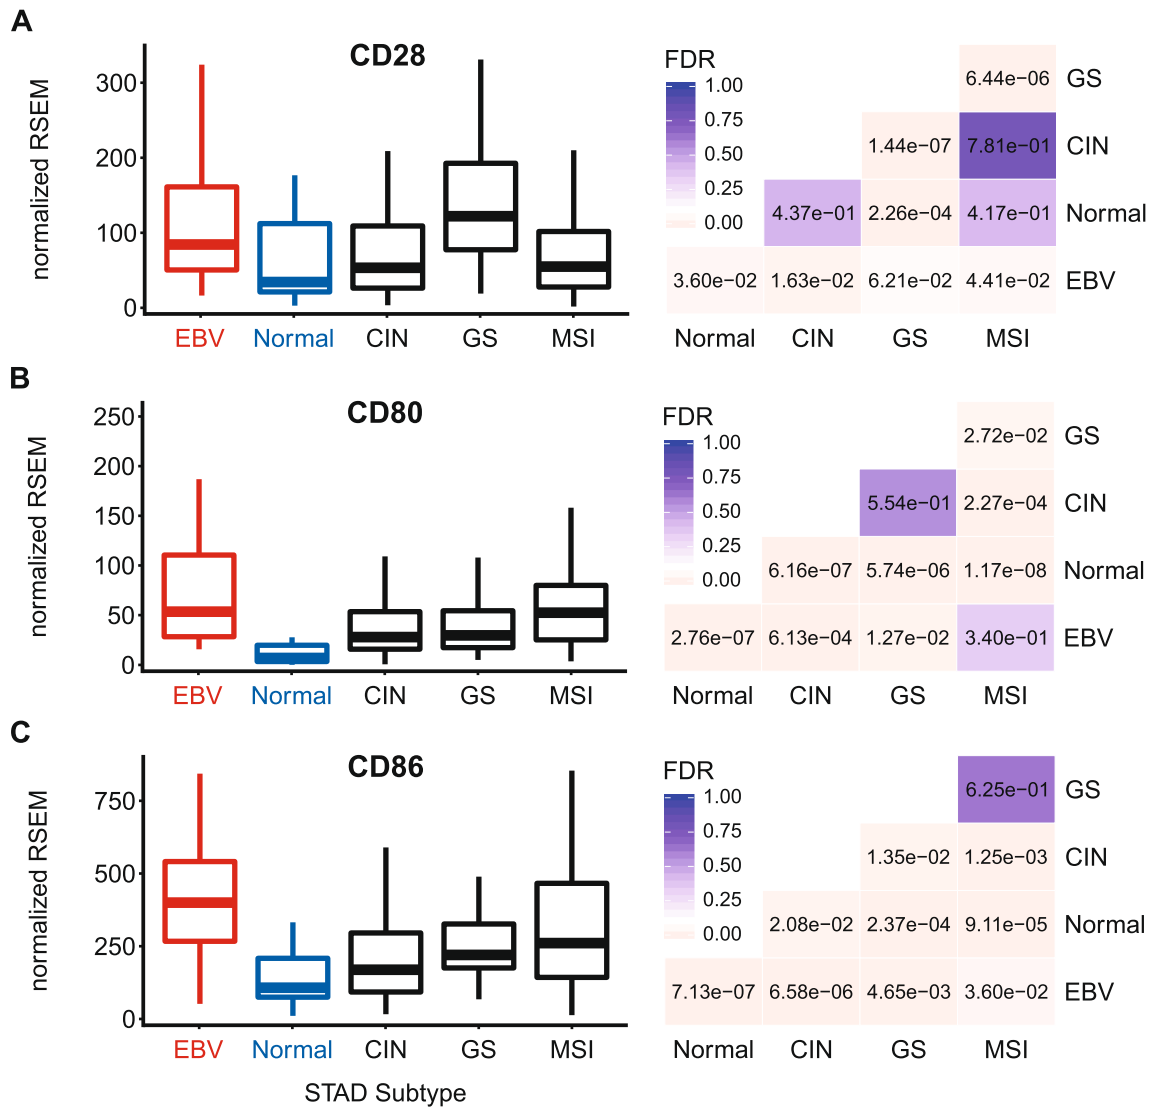 A
CD28
normalized RSEM
300
200
100
0
EBV Normal CIN GS MSI
FDR
1.00
0.75
0.50
0.25
0.00
6.44e−06 GS
1.44e−07 7.81e−01 CIN
4.37e−01 2.26e−04 4.17e−01 Normal
3.60e−02 1.63e−02 6.21e−02 4.41e−02 EBV
Normal CIN GS MSI
B
CD80
normalized RSEM
250
200
150
100
50
0
EBV Normal CIN GS MSI
FDR
1.00
0.75
0.50
0.25
0.00
2.72e−02 GS
5.54e−01 2.27e−04 CIN
6.16e−07 5.74e−06 1.17e−08 Normal
2.76e−07 6.13e−04 1.27e−02 3.40e−01 EBV
Normal CIN GS MSI
C
CD86
normalized RSEM
750
500
250
0
EBV Normal CIN GS MSI
STAD Subtype
FDR
1.00
0.75
0.50
0.25
0.00
6.25e−01 GS
1.35e−02 1.25e−03 CIN
2.08e−02 2.37e−04 9.11e−05 Normal
7.13e−07 6.58e−06 4.65e−03 3.60e−02 EBV
Normal CIN GS MSI